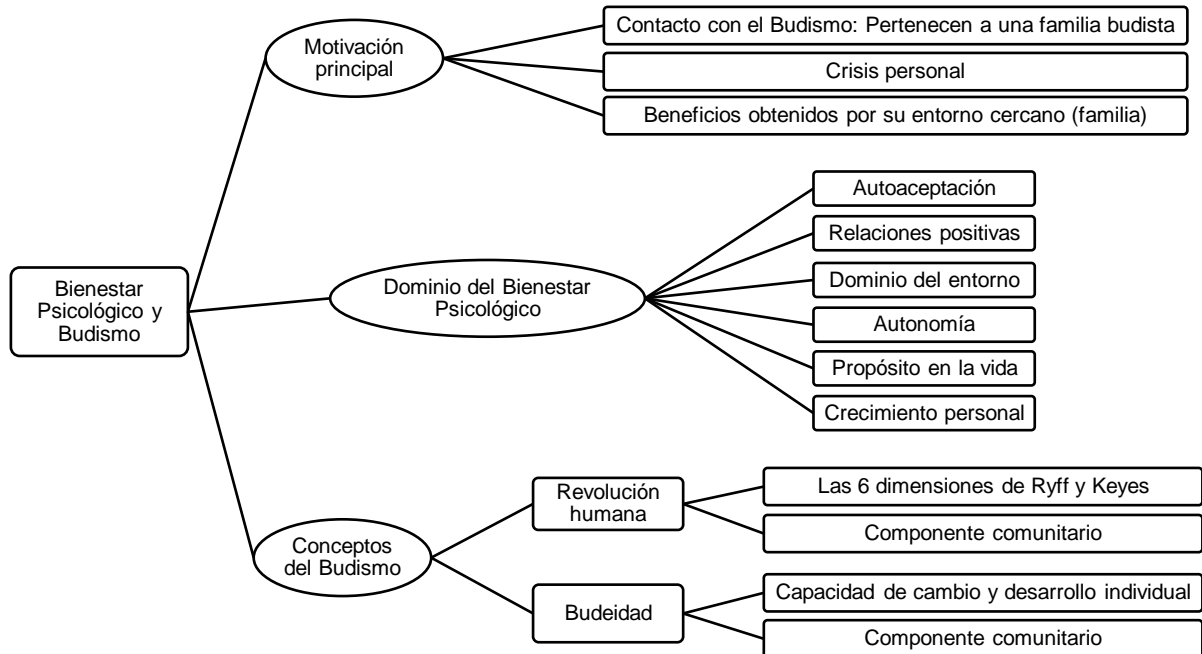 Motivación
principal
Contacto con el Budismo: Pertenecen a una familia budista
Crisis personal
Beneficios obtenidos por su entorno cercano (familia)
Bienestar
Psicológico y
Budismo
Dominio del Bienestar
Psicológico
Autoaceptación
Relaciones positivas
Dominio del entorno
Autonomía
Propósito en la vida
Crecimiento personal
Conceptos
del Budismo
Revolución
humana
Las 6 dimensiones de Ryff y Keyes
Componente comunitario
Budeidad
Capacidad de cambio y desarrollo individual
Componente comunitario